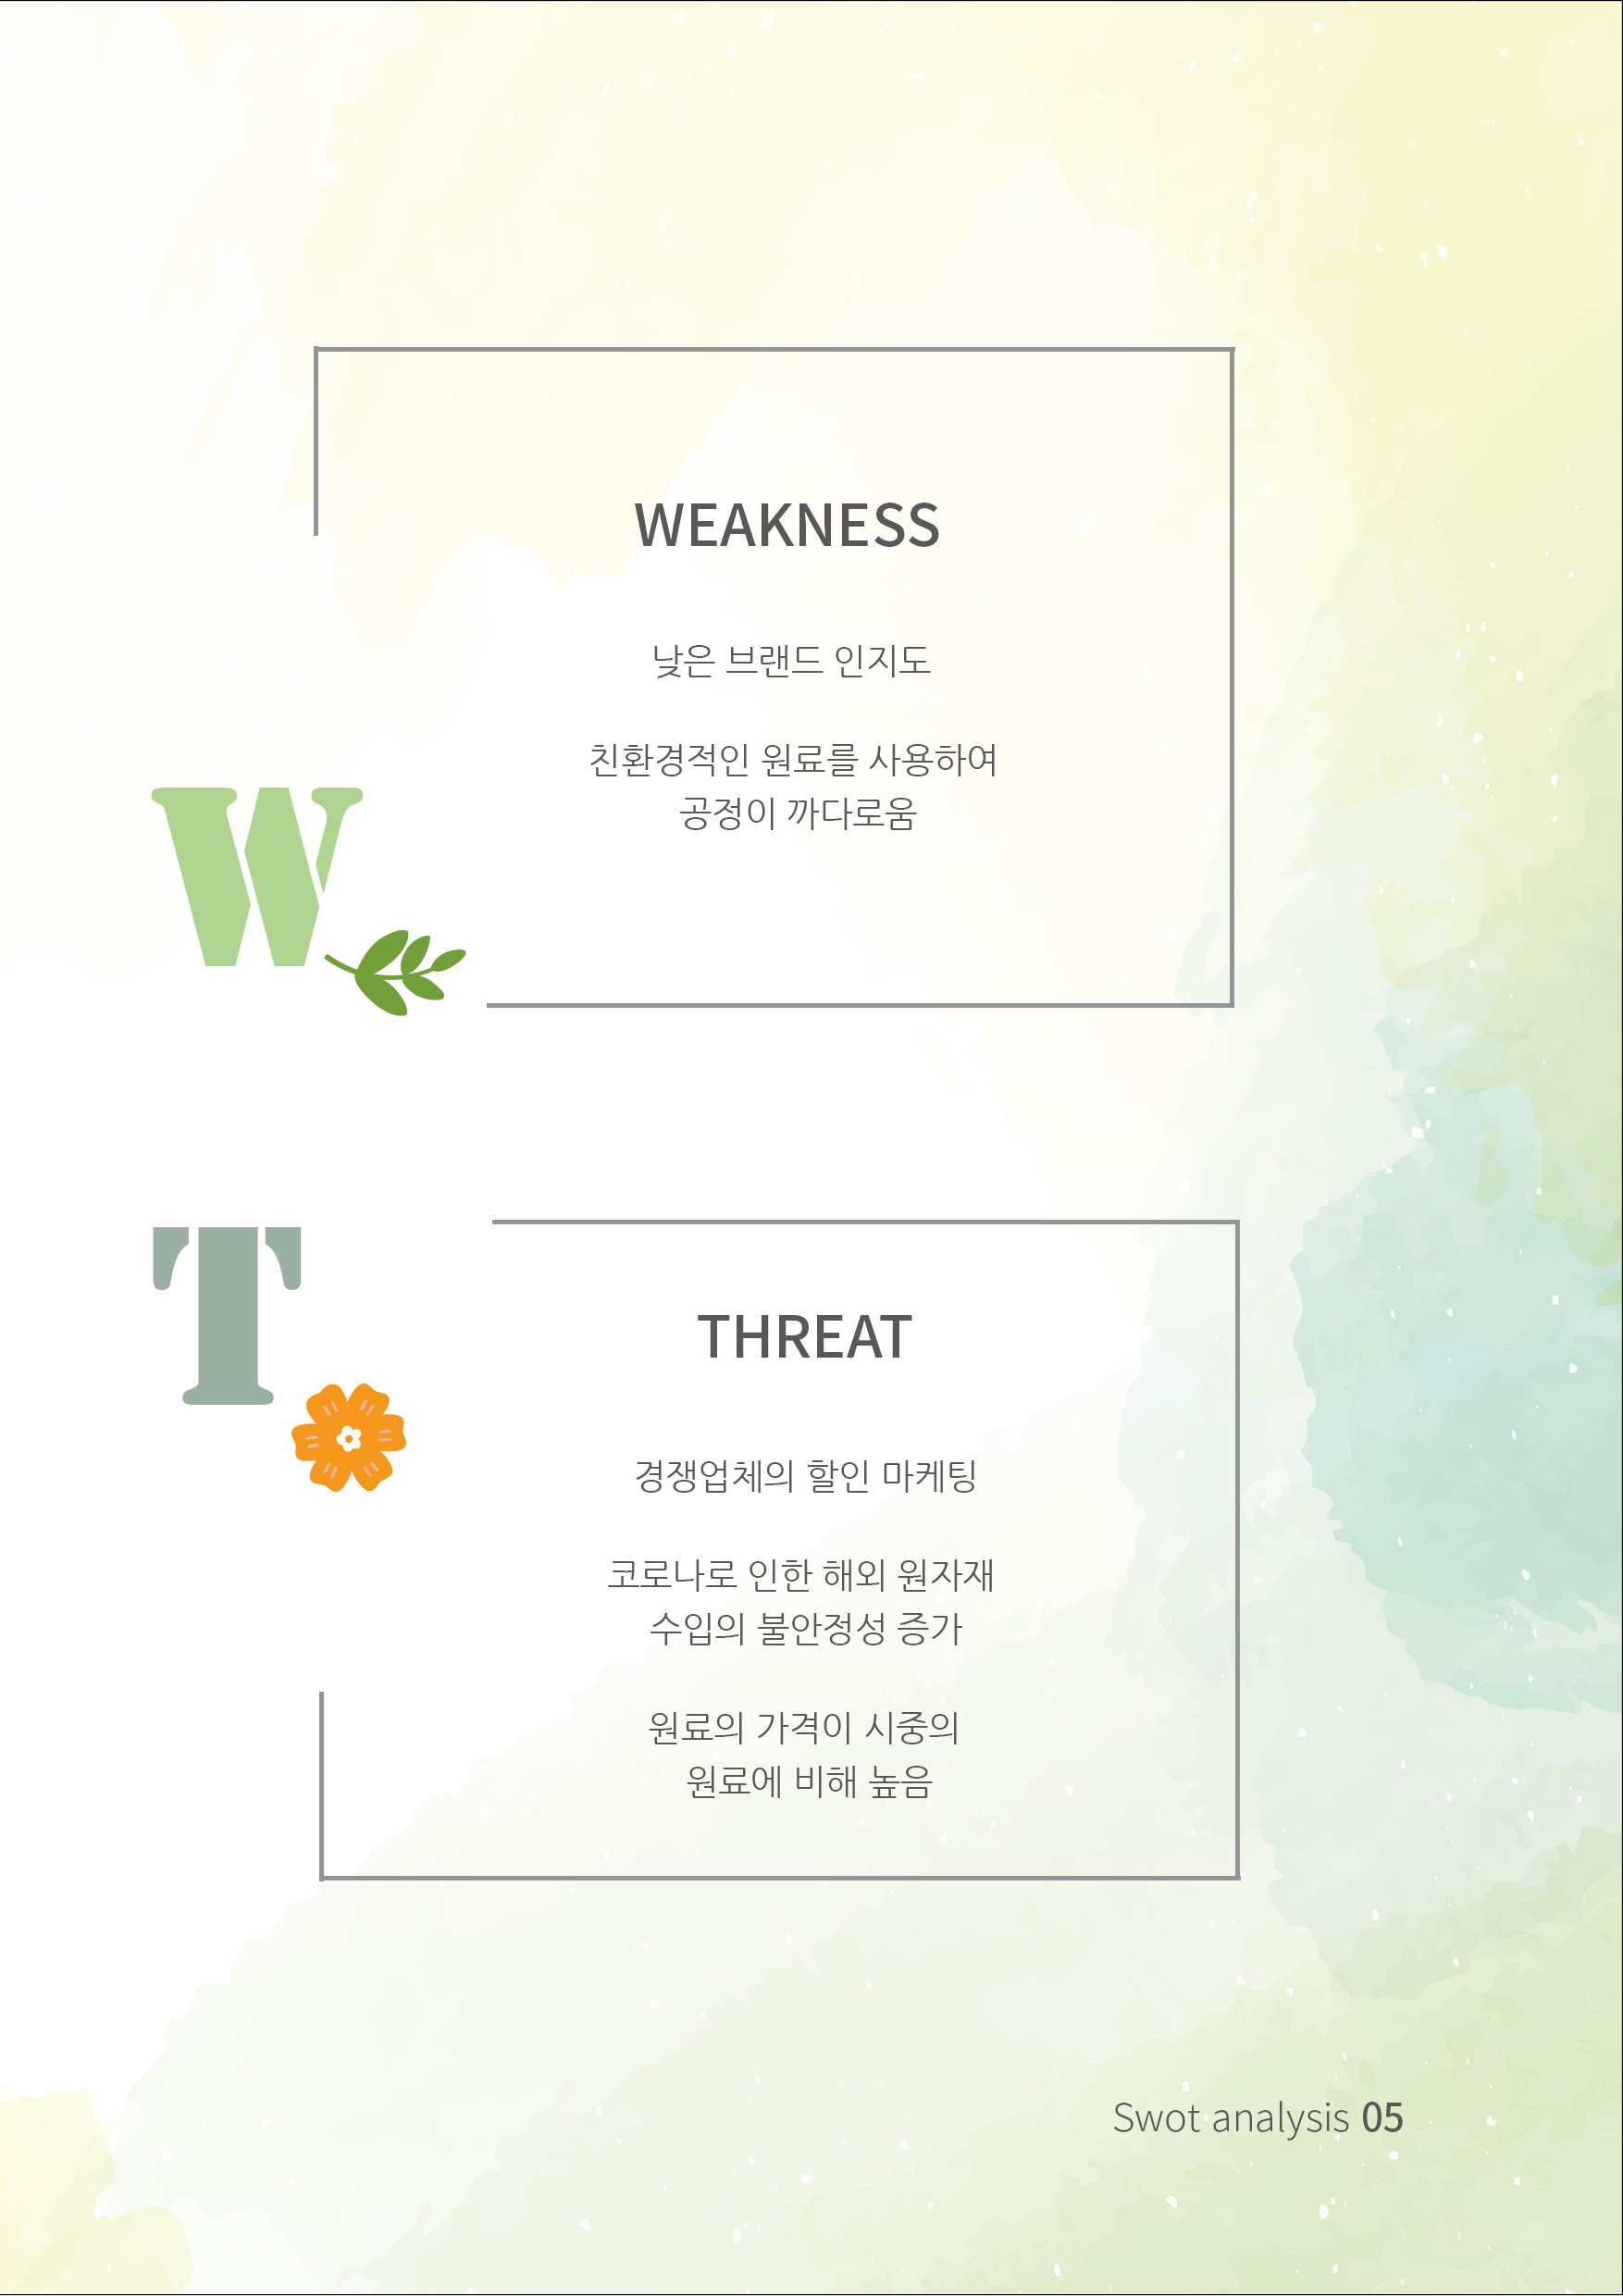 WEAKNESS
낮은 브랜드 인지도
친환경적인 원료를 사용하여
공정이 까다로움
W
T
THREAT
경쟁업체의 할인 마케팅
코로나로 인한 해외 원자재
수입의 불안정성 증가
원료의 가격이 시중의
원료에 비해 높음
Swot analysis 05